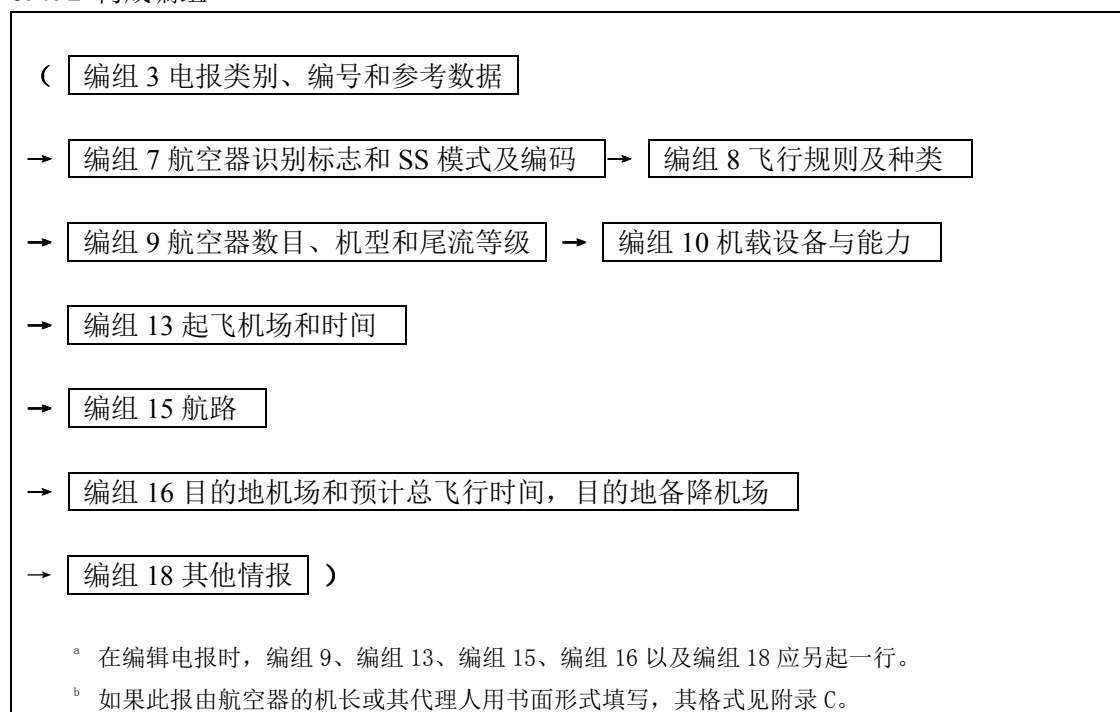 （ 编组 3 电报类别、编号和参考数据
→ 编组 7 航空器识别标志和 SS 模式及编码 → 编组 8 飞行规则及种类
→ 编组 9 航空器数目、机型和尾流等级 → 编组 10 机载设备与能力
→ 编组 13 起飞机场和时间
→ 编组 15 航路
→ 编组 16 目的地机场和预计总飞行时间，目的地备降机场
→ 编组 18 其他情报 ）
a 在编辑电报时，编组 9、编组 13、编组 15、编组 16 以及编组 18 应另起一行。
b 如果此报由航空器的机长或其代理人用书面形式填写，其格式见附录 C。